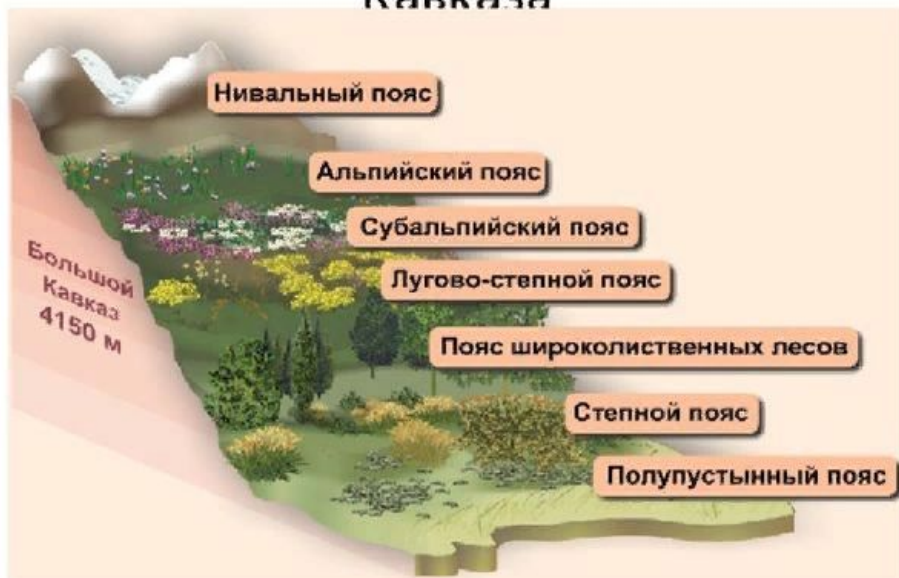 Кавказа
Нивальный пояс
Альпийский пояс
Субальпийский пояс
Лугово-степной пояс
Большой
Кавказ
4150 м
Пояс широколиственных лесов
Степной пояс
Полупустынный пояс